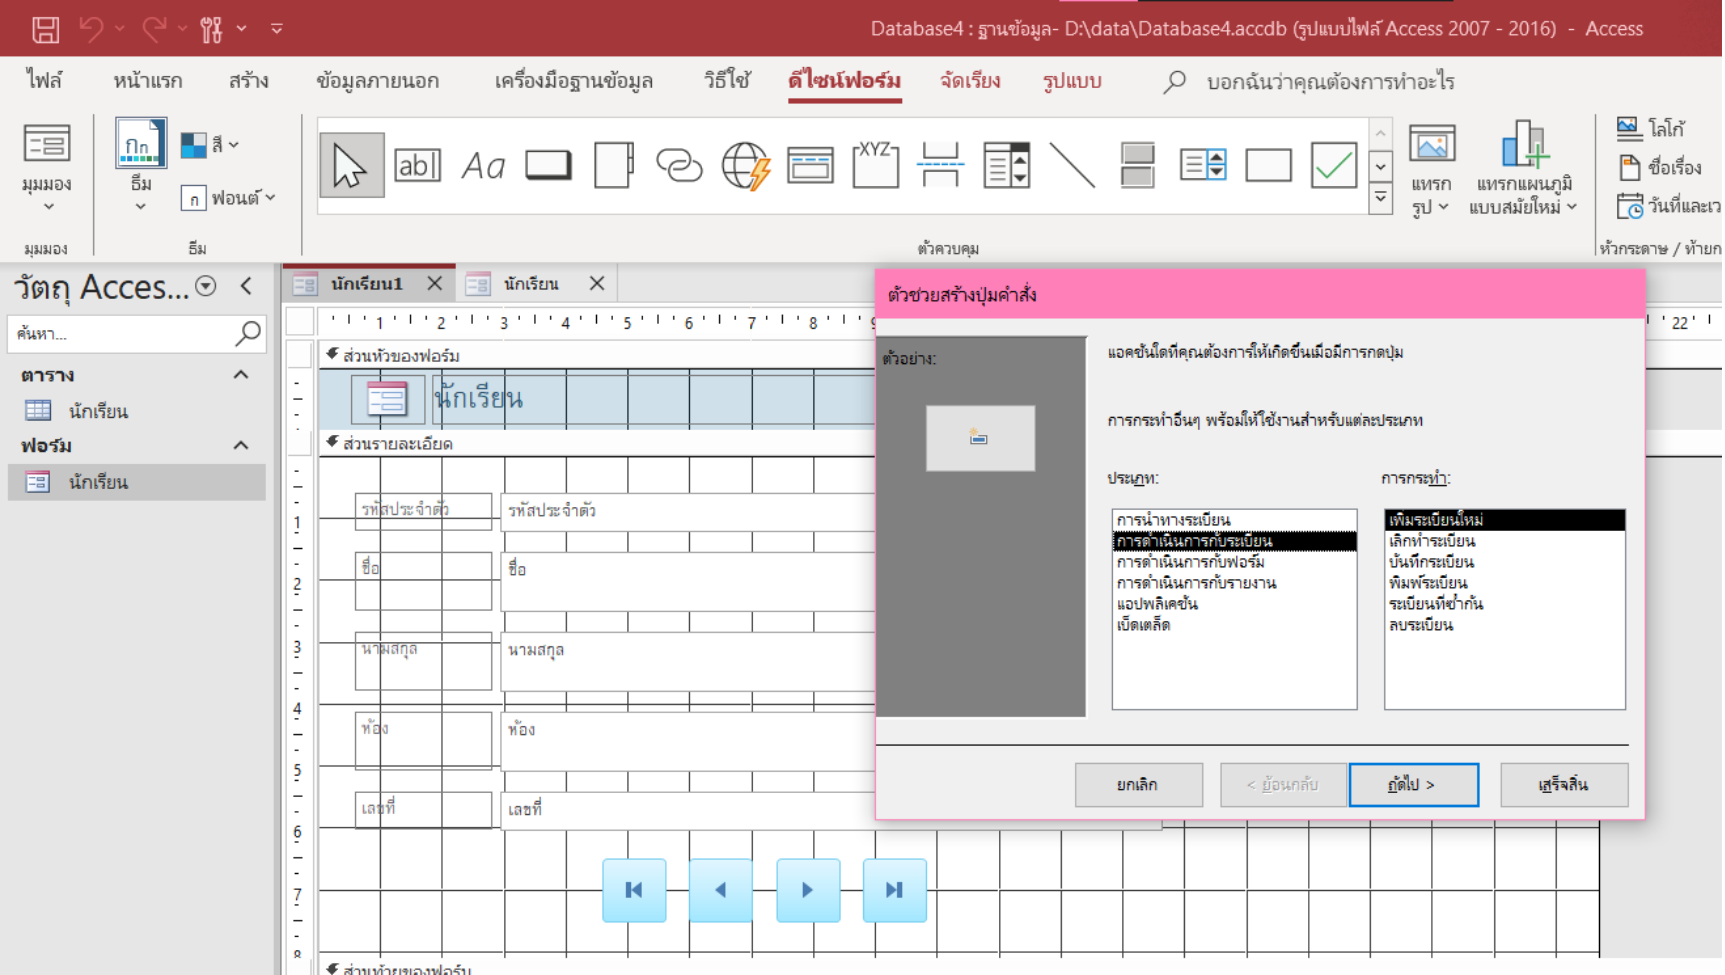 Database4 : ฐานข้อมูล- D:\data\Database4.accdb (รูปแบบไฟล์ Access 2007 - 2016) - Access
ไฟล์ หน้าแรก สร้าง ข้อมูลภายนอก เครื่องมือฐานข้อมูล วิธีใช้ ดีไซน์ฟอร์ม จัดเรียง รูปแบบ บอกฉันว่าคุณต้องการทำอะไร
มุมมอง
กก
ธีม
สี
ก ฟอนต์
ab|
Aa
XYZ
แทรก
รูป
แทรกแผนภูมิ
แบบสมัยใหม่
โลโก้
ชื่อเรื่อง
วันที่และเว
มุมมอง ธีม ตัวควบคุม หัวกระดาษ / ท้ายก
วัตถุ Acces...
ค้นหา...
ตาราง
นักเรียน
ฟอร์ม
นักเรียน
นักเรียน1 นักเรียน
1 2 3 4 5 6 7 8 22
ส่วนหัวของฟอร์ม
นักเรียน
ส่วนรายละเอียด
รหัสประจำตัว รหัสประจำตัว
ชื่อ ชื่อ
นามสกุล นามสกุล
ห้อง ห้อง
เลขที่ เลขที่
1
2
3
4
5
6
7
8
ส่วนท้ายของฟอร์ม
ตัวช่วยสร้างปุ่มคำสั่ง
ตัวอย่าง:
แอคชันใดที่คุณต้องการให้เกิดขึ้นเมื่อมีการกดปุ่ม
การกระทำอื่นๆ พร้อมให้ใช้งานสำหรับแต่ละประเภท
ประเภท: การกระทำ:
การนำทางระเบียน
การดำเนินการกับระเบียน
การดำเนินการกับฟอร์ม
การดำเนินการกับรายงาน
แอปพลิเคชัน
เบ็ดเตล็ด
เพิ่มระเบียนใหม่
เลิกทำระเบียน
บันทึกระเบียน
พิมพ์ระเบียน
ระเบียนที่ซ้ำกัน
ลบระเบียน
ยกเลิก < ย้อนกลับ ถัดไป > เสร็จสิ้น